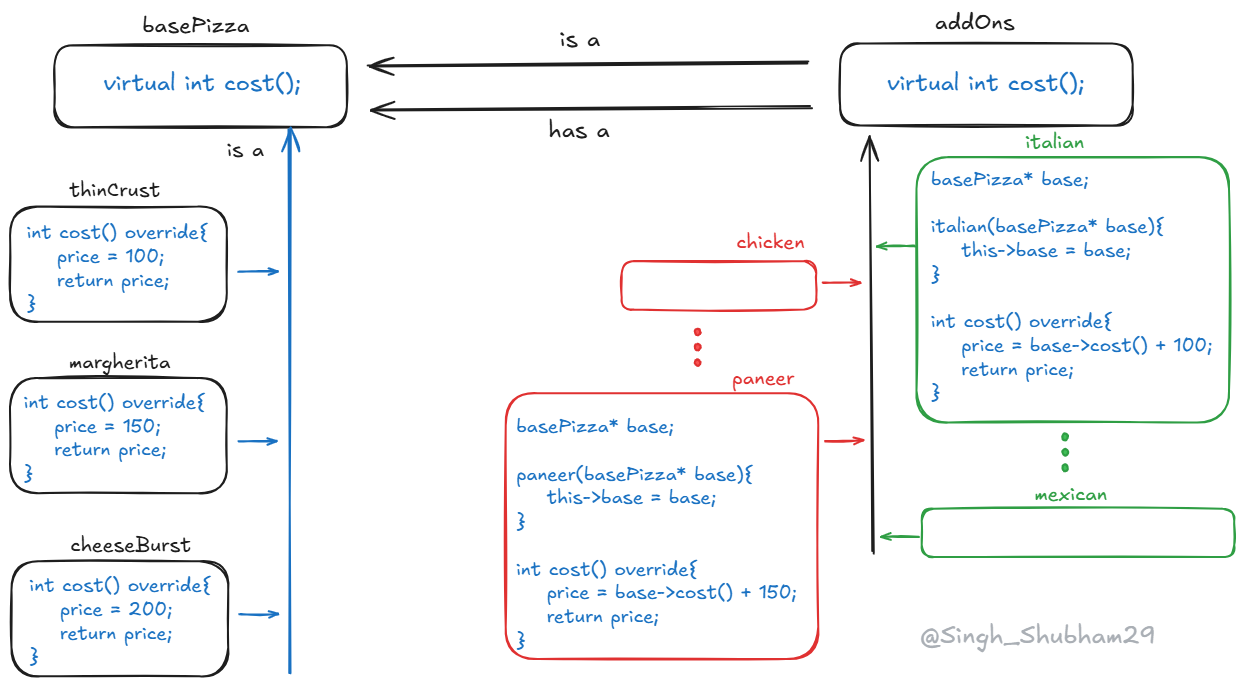 basePizza
virtual int cost();
is a
has a
addOns
virtual int cost();
is a
thinCrust
int cost() override{
price = 100;
return price;
}
margherita
int cost() override{
price = 150;
return price;
}
cheeseBurst
int cost() override{
price = 200;
return price;
}
chicken
paneer
basePizza* base;
paneer(basePizza* base){
this->base = base;
}
int cost() override{
price = base->cost() + 150;
return price;
}
italian
basePizza* base;
italian(basePizza* base){
this->base = base;
}
int cost() override{
price = base->cost() + 100;
return price;
}
mexican
@Singh_Shubham29